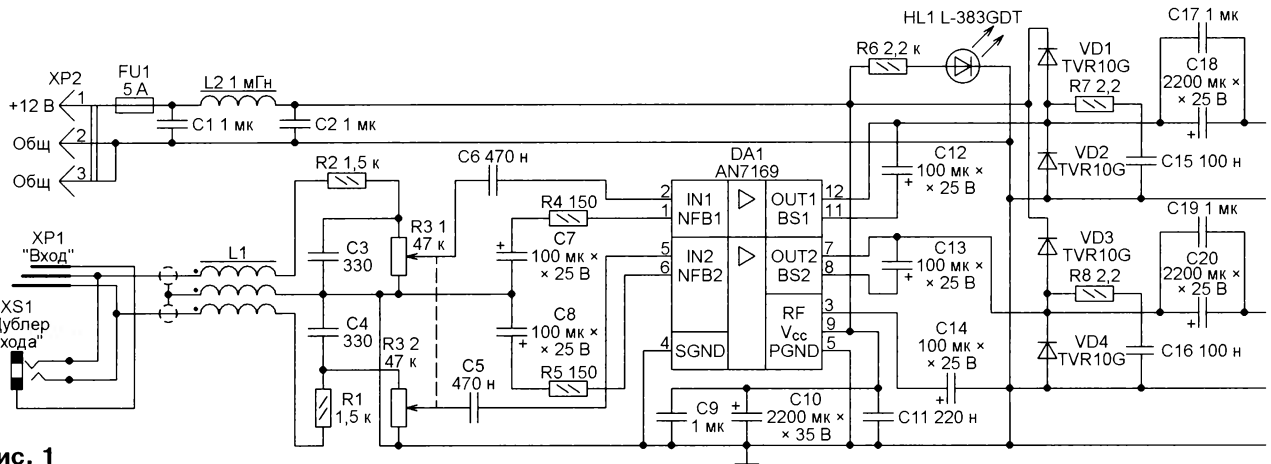 HL1 L-383GDT
C17 1 мк
R6 2,2 к
VD1
TVR10G
C18
2200 мк ×
× 25 В
FU1
5 А
XP2
L2 1 мГн
+12 В
1
R7 2,2
C1 1 мк
C2 1 мк
Общ
2
Общ
3
VD2
TVR10G
C15 100 н
C12
100 мк ×
× 25 В
DA1
AN7169
C6 470 н
R2 1,5 к
2
IN1
OUT1
12
1
NFB1
BS1
11
R4 150
C19 1 мк
XP1
"Вход"
L1
C3
330
R3 1
47 к
C7
100 мк ×
× 25 В
5
IN2
OUT2
7
6
NFB2
BS2
8
C13
100 мк ×
× 25 В
VD3
TVR10G
C20
2200 мк ×
× 25 В
R8 2,2
XS1
C4
330
C8
100 мк ×
× 25 В
RF
3
Vcc
9
4
SGND
PGND
5
C14
100 мк ×
× 25 В
VD4
TVR10G
C16 100 н
R3 2
47 к
C5
470 н
R5 150
R1
1,5 к
C9
1 мк
C10
2200 мк ×
× 35 В
C11 220 н
ис. 1